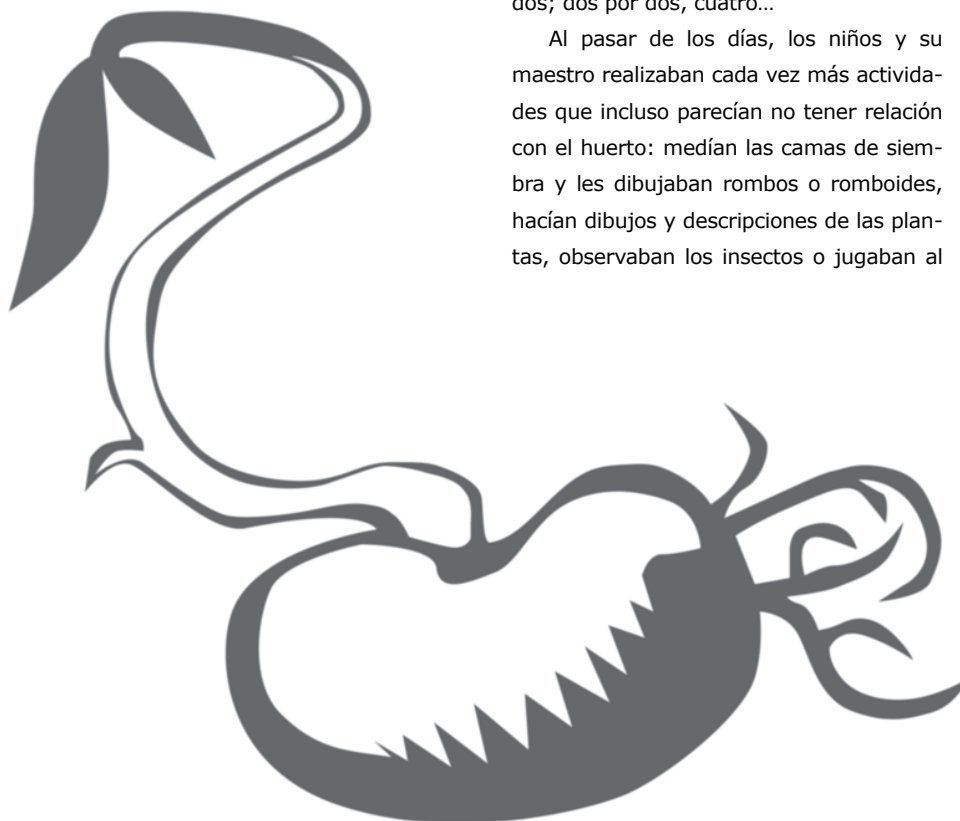 dos; dos por dos, cuatro…
Al pasar de los días, los niños y su
maestro realizaban cada vez más activida-
des que incluso parecían no tener relación
con el huerto: medían las camas de siem-
bra y les dibujaban rombos o romboides,
hacían dibujos y descripciones de las plan-
tas, observaban los insectos o jugaban al